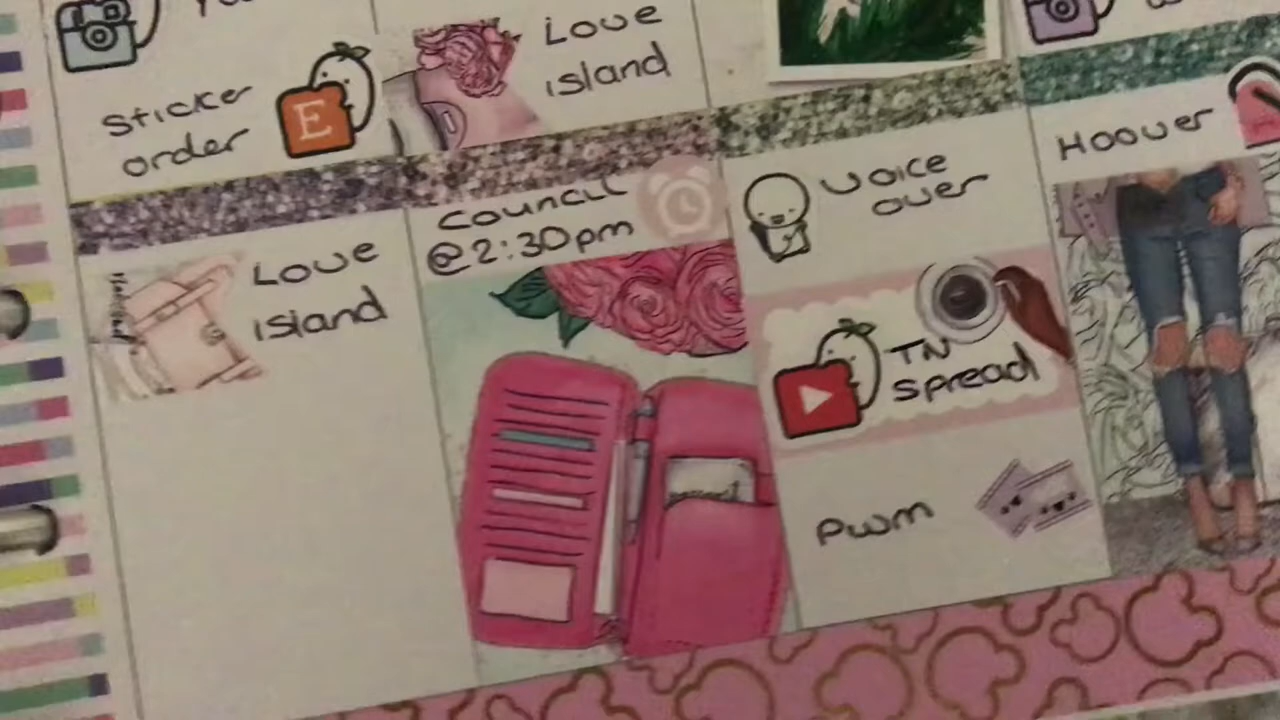 Sticker
order
E
Love
island
Love
island
Council
@2:30pm
Voice
over
TN
spread
Pwm
Hoover